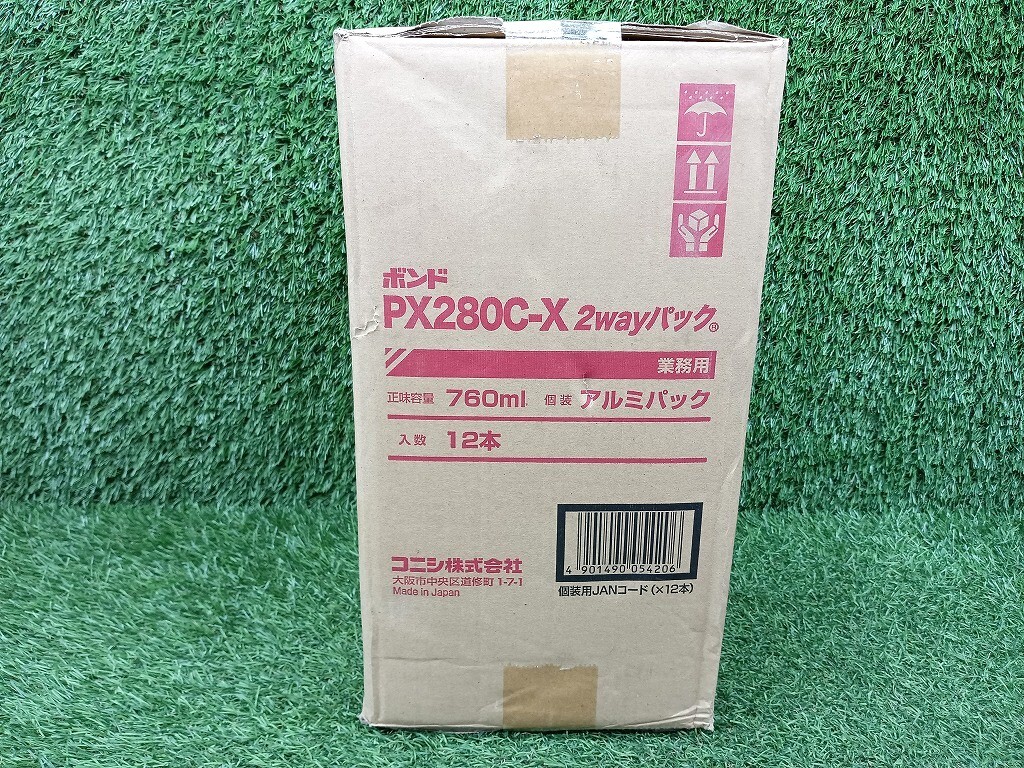 ボンド
PX280C-X 2wayパック®
業務用
正味容量 760ml 個装 アルミパック
入数 12本
4 901490 054206
個装用JANコード(×12本)
コニシ株式会社
大阪市中央区道修町1-7-1
Made in Japan